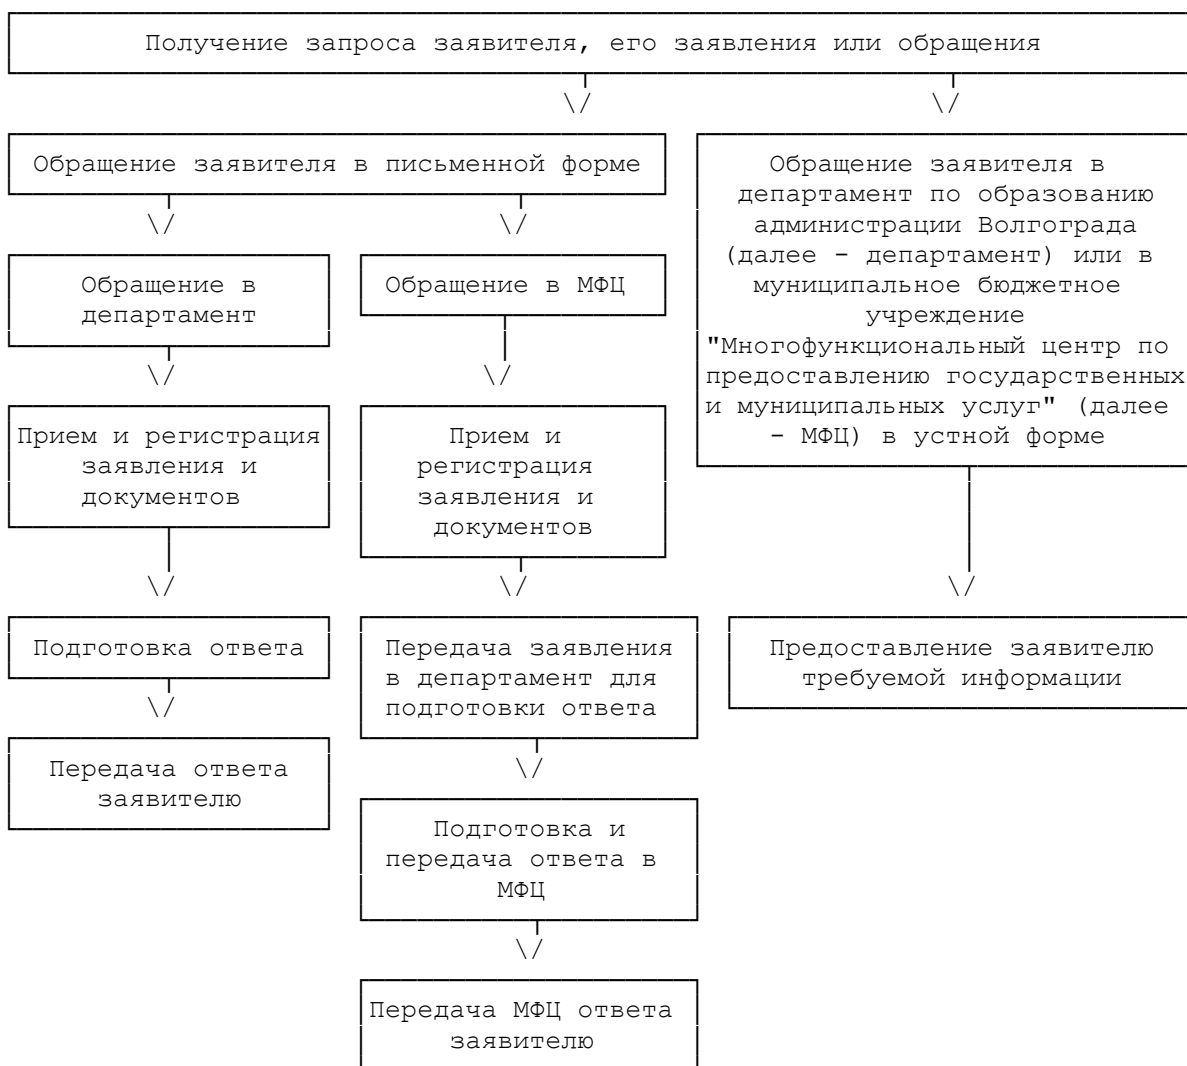 Получение запроса заявителя, его заявления или обращения
\/
\/
Обращение заявителя в письменной форме
\/
\/
Обращение в
департамент
\/
Прием и регистрация
заявления и
документов
\/
Подготовка ответа
\/
Передача ответа
заявителю
Обращение в МФЦ
\/
Прием и
регистрация
заявления и
документов
\/
Передача заявления
в департамент для
подготовки ответа
\/
Подготовка и
передача ответа в
МФЦ
\/
Передача МФЦ ответа
заявителю
Обращение заявителя в
департамент по образованию
администрации Волгограда
(далее - департамент) или в
муниципальное бюджетное
учреждение
"Многофункциональный центр по
предоставлению государственных
и муниципальных услуг" (далее
- МФЦ) в устной форме
\/
Предоставление заявителю
требуемой информации